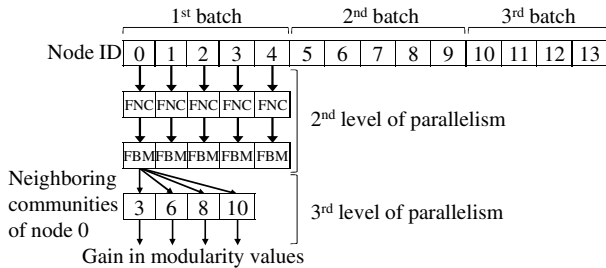 1st batch 2nd batch 3rd batch
Node ID 0 1 2 3 4 5 6 7 8 9 10 11 12 13
FNC FNC FNC FNC FNC
2nd level of parallelism
FBM FBM FBM FBM FBM
Neighboring
communities
of node 0
3 6 8 10
3rd level of parallelism
Gain in modularity values